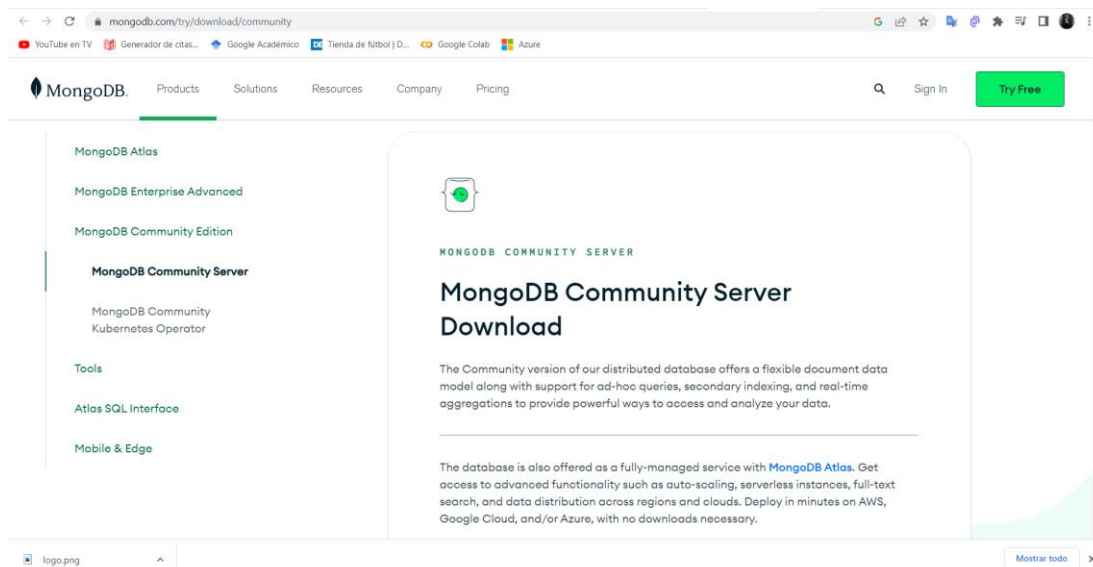 mongodb.com/try/download/community
YouTube en TV Generador de citas... Google Académico Tienda de fútbol | D... Google Colab Azure
MongoDB. Products Solutions Resources Company Pricing Sign In Try Free
MongoDB Atlas
MongoDB Enterprise Advanced
MongoDB Community Edition
MongoDB Community Server
MongoDB Community
Kubernetes Operator
Tools
Atlas SQL Interface
Mobile & Edge
MONGODB COMMUNITY SERVER
MongoDB Community Server
Download
The Community version of our distributed database offers a flexible document data
model along with support for ad-hoc queries, secondary indexing, and real-time
aggregations to provide powerful ways to access and analyze your data.
The database is also offered as a fully-managed service with MongoDB Atlas. Get
access to advanced functionality such as auto-scaling, serverless instances, full-text
search, and data distribution across regions and clouds. Deploy in minutes on AWS,
Google Cloud, and/or Azure, with no downloads necessary.
logo.png Mostrar todo